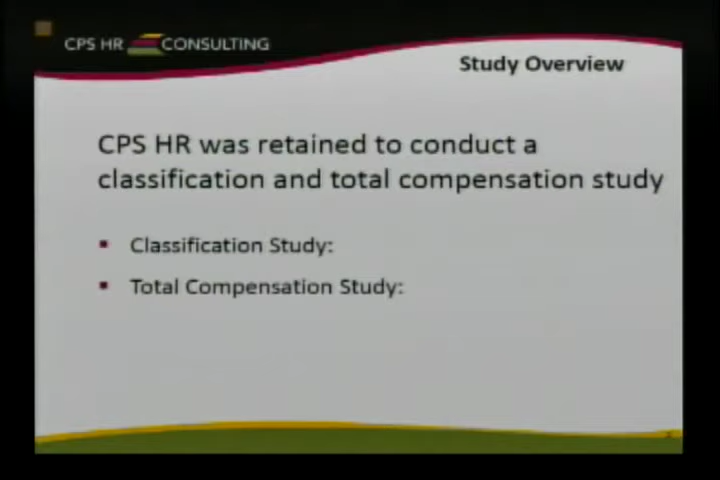 CPS HR CONSULTING
Study Overview
CPS HR was retained to conduct a
classification and total compensation study
▪ Classification Study:
▪ Total Compensation Study: